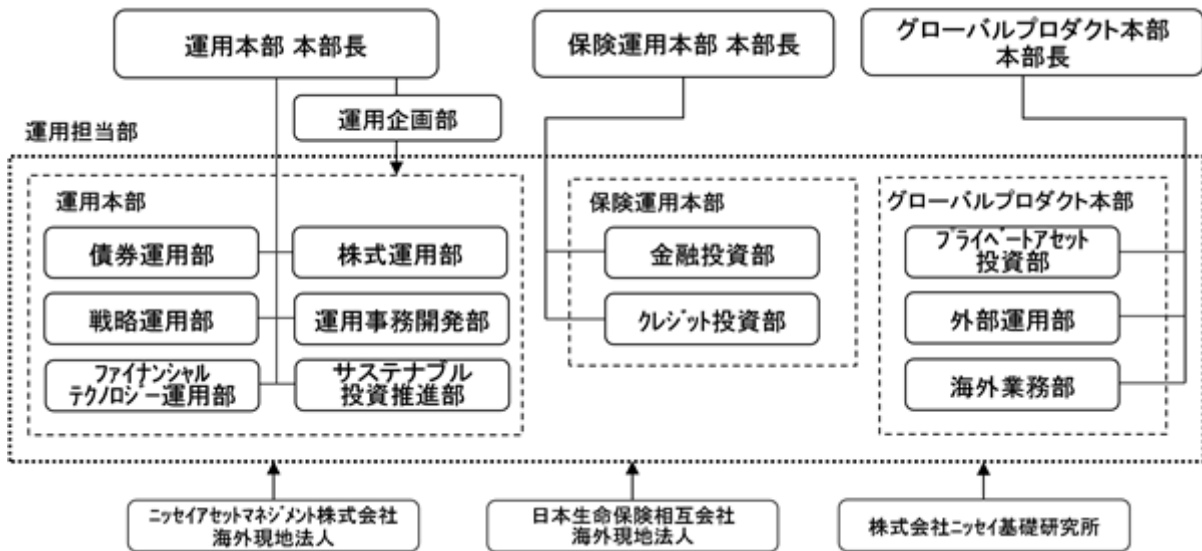 運用本部 本部長
保険運用本部 本部長
グローバルプロダクト本部
本部長
運用企画部
運用担当部
運用本部
債券運用部
株式運用部
戦略運用部
運用事務開発部
ファイナンシャル
テクノロジー運用部
サステナブル
投資推進部
保険運用本部
金融投資部
クレジット投資部
グローバルプロダクト本部
プライベートアセット
投資部
外部運用部
海外業務部
ニッセイアセットマネジメント株式会社
海外現地法人
日本生命保険相互会社
海外現地法人
株式会社ニッセイ基礎研究所